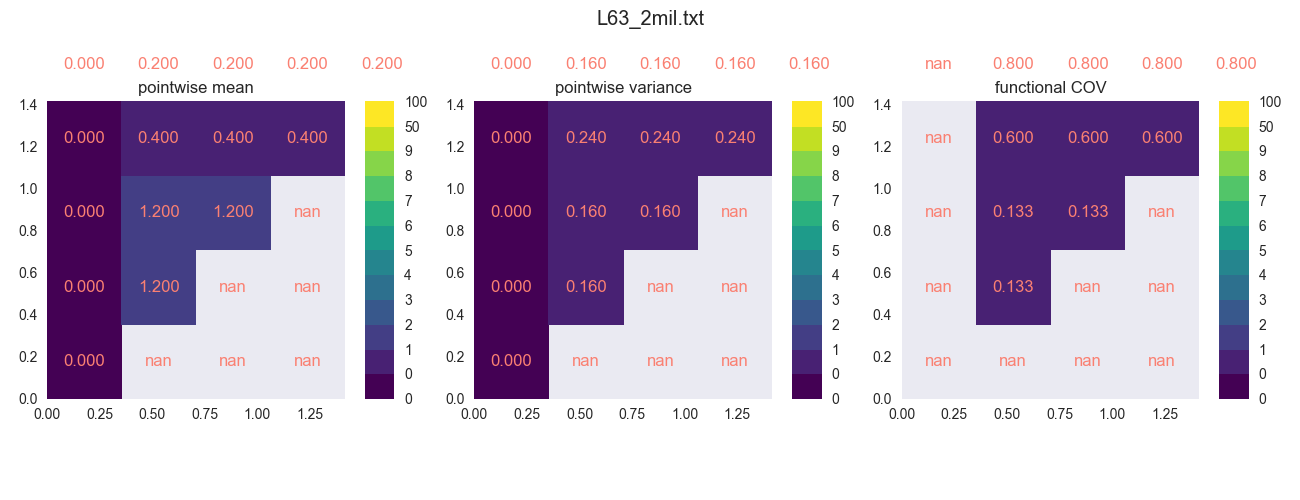 L63_2mil.txt
0.000 0.200 0.200 0.200 0.200
pointwise mean
1.4
1.2
1.0
0.8
0.6
0.4
0.2
0.0
0.000 0.400 0.400 0.400
0.000 1.200 1.200 nan
0.000 1.200 nan nan
0.000 nan nan nan
0.00 0.25 0.50 0.75 1.00 1.25
100
50
9
8
7
6
5
4
3
2
1
0
0
0.000 0.160 0.160 0.160 0.160
pointwise variance
1.4
1.2
1.0
0.8
0.6
0.4
0.2
0.0
0.000 0.240 0.240 0.240
0.000 0.160 0.160 nan
0.000 0.160 nan nan
0.000 nan nan nan
0.00 0.25 0.50 0.75 1.00 1.25
100
50
9
8
7
6
5
4
3
2
1
0
0
nan 0.800 0.800 0.800 0.800
functional COV
1.4
1.2
1.0
0.8
0.6
0.4
0.2
0.0
nan 0.600 0.600 0.600
nan 0.133 0.133 nan
nan 0.133 nan nan
nan nan nan nan
0.00 0.25 0.50 0.75 1.00 1.25
100
50
9
8
7
6
5
4
3
2
1
0
0